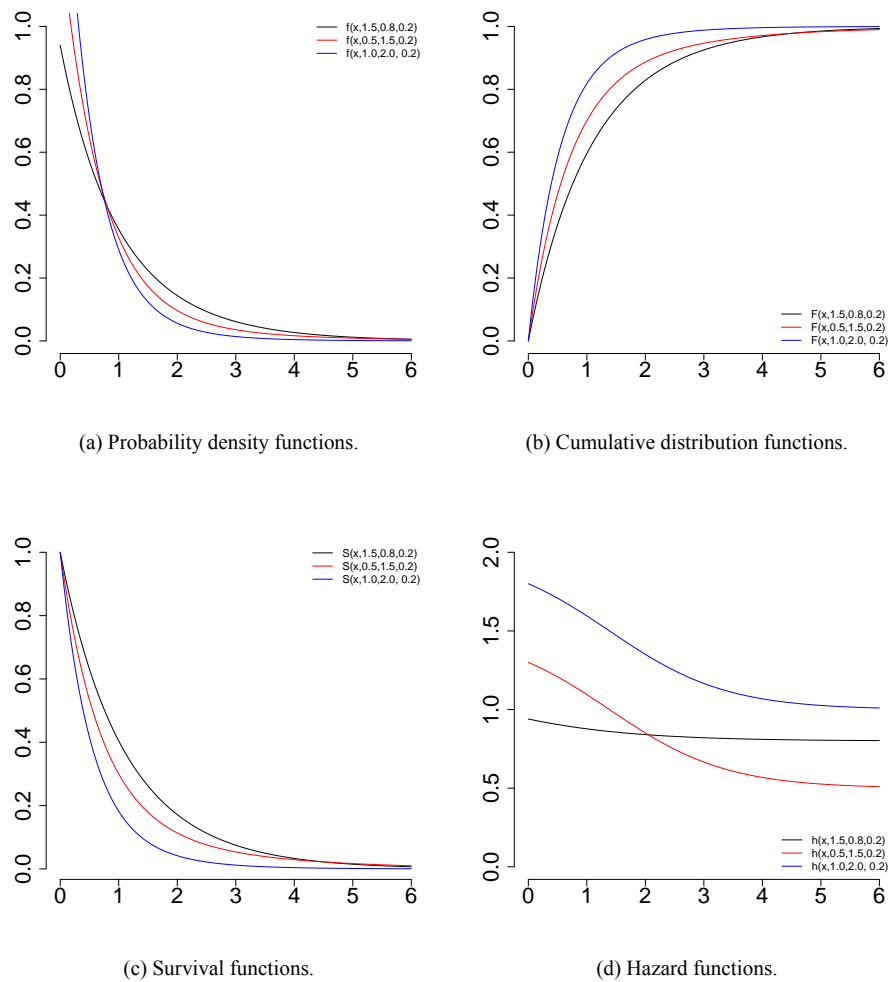 1.0
0.8
0.6
0.4
0.2
0.0
0 1 2 3 4 5 6
f(x,1.5,0.8,0.2)
f(x,0.5,1.5,0.2)
f(x,1.0,2.0, 0.2)
(a) Probability density functions.
1.0
0.8
0.6
0.4
0.2
0.0
0 1 2 3 4 5 6
F(x,1.5,0.8,0.2)
F(x,0.5,1.5,0.2)
F(x,1.0,2.0, 0.2)
(b) Cumulative distribution functions.
1.0
0.8
0.6
0.4
0.2
0.0
0 1 2 3 4 5 6
S(x,1.5,0.8,0.2)
S(x,0.5,1.5,0.2)
S(x,1.0,2.0, 0.2)
(c) Survival functions.
2.0
1.5
1.0
0.5
0.0
0 1 2 3 4 5 6
h(x,1.5,0.8,0.2)
h(x,0.5,1.5,0.2)
h(x,1.0,2.0, 0.2)
(d) Hazard functions.